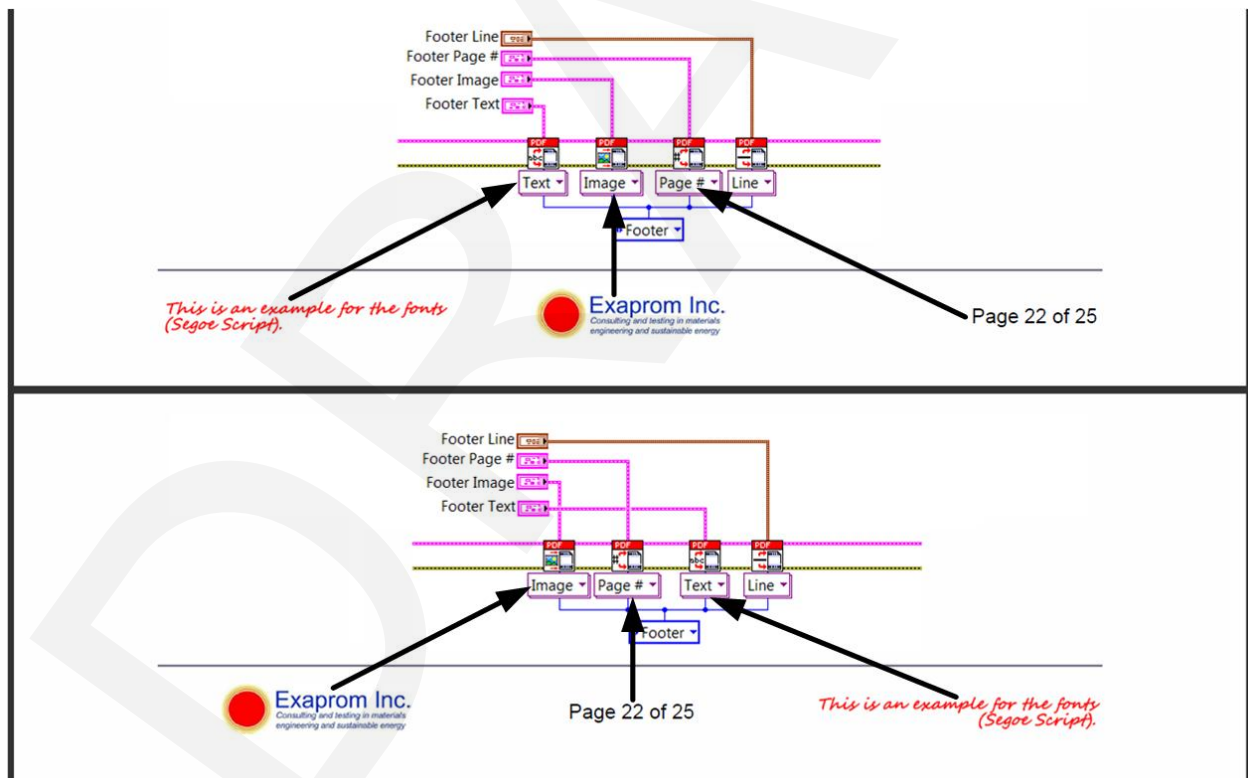 Footer Line
Footer Page #
Footer Image
Footer Text
PDF PDF PDF PDF
abc #
Text Image Page # Line
Footer
This is an example for the fonts
(Segoe Script).
Exaprom Inc.
Consulting and testing in materials
engineering and sustainable energy
Page 22 of 25
Footer Line
Footer Page #
Footer Image
Footer Text
PDF PDF PDF PDF
# abc
Image Page # Text Line
Footer
Exaprom Inc.
Consulting and testing in materials
engineering and sustainable energy
Page 22 of 25
This is an example for the fonts
(Segoe Script).